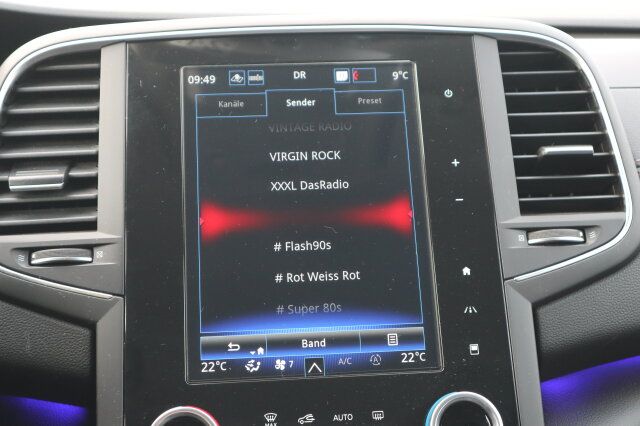 09:49 DR 9°C
Kanäle Sender Preset
VINTAGE RADIO
VIRGIN ROCK
XXXL DasRadio
# Flash90s
# Rot Weiss Rot
# Super 80s
Band
22°C 7 A/C 22°C
MAX AUTO